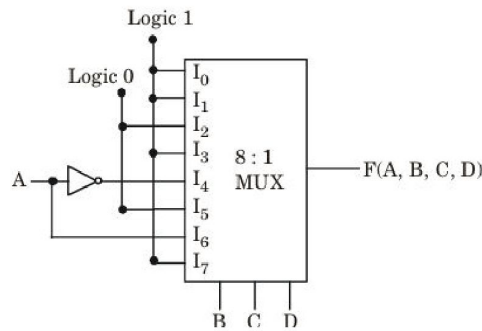 Logic 1
Logic 0
I₀
I₁
I₂
I₃
8 : 1
MUX
F(A, B, C, D)
A
I₄
I₅
I₆
I₇
B C D